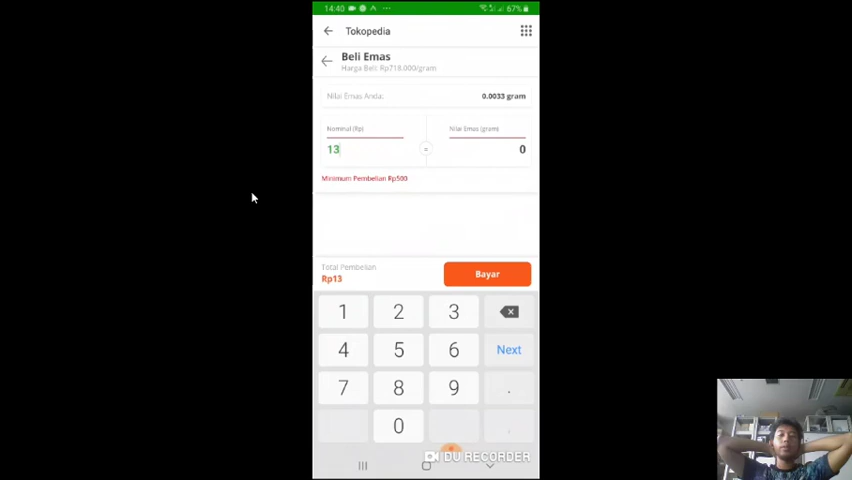 14:40
67%
Tokopedia
Beli Emas
Harga Beli: Rp718.000/gram
Nilai Emas Anda: 0.0033 gram
Nominal (Rp) Nilai Emas (gram)
13 = 0
Minimum Pembelian Rp500
Total Pembelian
Rp13
Bayar
1 2 3
4 5 6 Next
7 8 9 .
0 ,
DU RECORDER